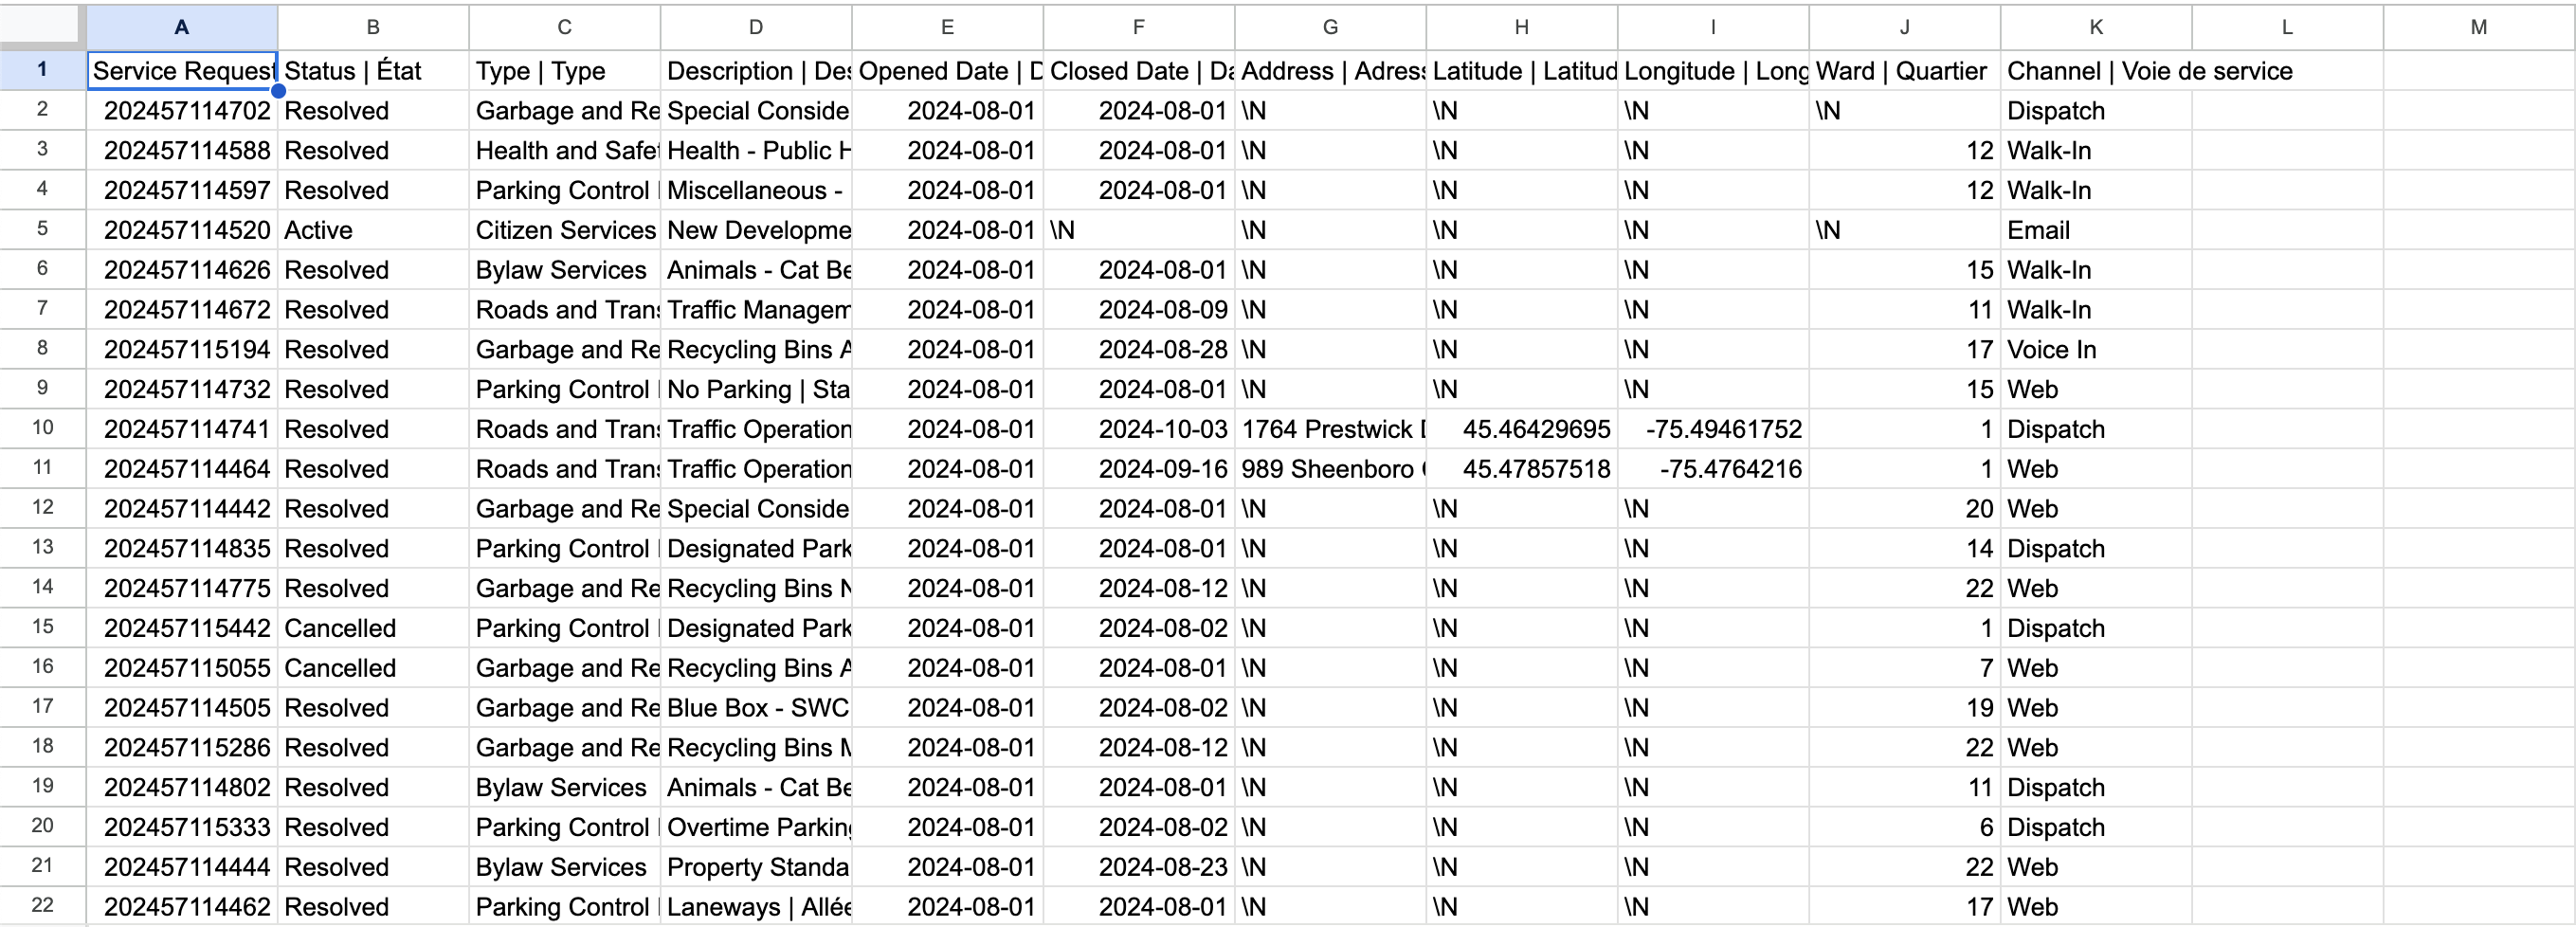 A B C D E F G H I J K L M
1 Service Request Status | État Type | Type Description | Des Opened Date | D Closed Date | Da Address | Adress Latitude | Latitud Longitude | Long Ward | Quartier Channel | Voie de service
2 202457114702 Resolved Garbage and Re Special Conside 2024-08-01 2024-08-01 \N \N \N \N Dispatch
3 202457114588 Resolved Health and Safet Health - Public H 2024-08-01 2024-08-01 \N \N \N 12 Walk-In
4 202457114597 Resolved Parking Control Miscellaneous - 2024-08-01 2024-08-01 \N \N \N 12 Walk-In
5 202457114520 Active Citizen Services New Developme 2024-08-01 \N \N \N \N \N Email
6 202457114626 Resolved Bylaw Services Animals - Cat Be 2024-08-01 2024-08-01 \N \N \N 15 Walk-In
7 202457114672 Resolved Roads and Trans Traffic Managem 2024-08-01 2024-08-09 \N \N \N 11 Walk-In
8 202457115194 Resolved Garbage and Re Recycling Bins A 2024-08-01 2024-08-28 \N \N \N 17 Voice In
9 202457114732 Resolved Parking Control No Parking | Sta 2024-08-01 2024-08-01 \N \N \N 15 Web
10 202457114741 Resolved Roads and Trans Traffic Operation 2024-08-01 2024-10-03 1764 Prestwick D 45.46429695 -75.49461752 1 Dispatch
11 202457114464 Resolved Roads and Trans Traffic Operation 2024-08-01 2024-09-16 989 Sheenboro 45.47857518 -75.4764216 1 Web
12 202457114442 Resolved Garbage and Re Special Conside 2024-08-01 2024-08-01 \N \N \N 20 Web
13 202457114835 Resolved Parking Control Designated Park 2024-08-01 2024-08-01 \N \N \N 14 Dispatch
14 202457114775 Resolved Garbage and Re Recycling Bins N 2024-08-01 2024-08-12 \N \N \N 22 Web
15 202457115442 Cancelled Parking Control Designated Park 2024-08-01 2024-08-02 \N \N \N 1 Dispatch
16 202457115055 Cancelled Garbage and Re Recycling Bins A 2024-08-01 2024-08-01 \N \N \N 7 Web
17 202457114505 Resolved Garbage and Re Blue Box - SWC 2024-08-01 2024-08-02 \N \N \N 19 Web
18 202457115286 Resolved Garbage and Re Recycling Bins M 2024-08-01 2024-08-12 \N \N \N 22 Web
19 202457114802 Resolved Bylaw Services Animals - Cat Be 2024-08-01 2024-08-01 \N \N \N 11 Dispatch
20 202457115333 Resolved Parking Control Overtime Parking 2024-08-01 2024-08-02 \N \N \N 6 Dispatch
21 202457114444 Resolved Bylaw Services Property Standa 2024-08-01 2024-08-23 \N \N \N 22 Web
22 202457114462 Resolved Parking Control Laneways | Allée 2024-08-01 2024-08-01 \N \N \N 17 Web